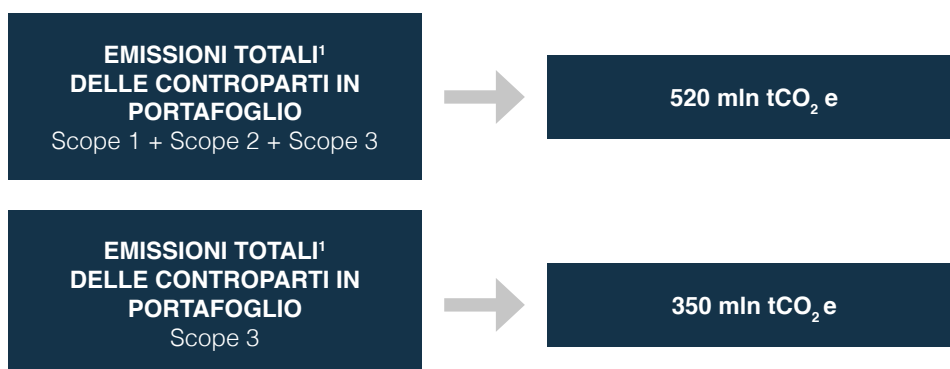 EMISSIONI TOTALI¹
DELLE CONTROPARTI IN
PORTAFOGLIO
Scope 1 + Scope 2 + Scope 3
520 mln tCO₂ e
EMISSIONI TOTALI¹
DELLE CONTROPARTI IN
PORTAFOGLIO
Scope 3
350 mln tCO₂ e